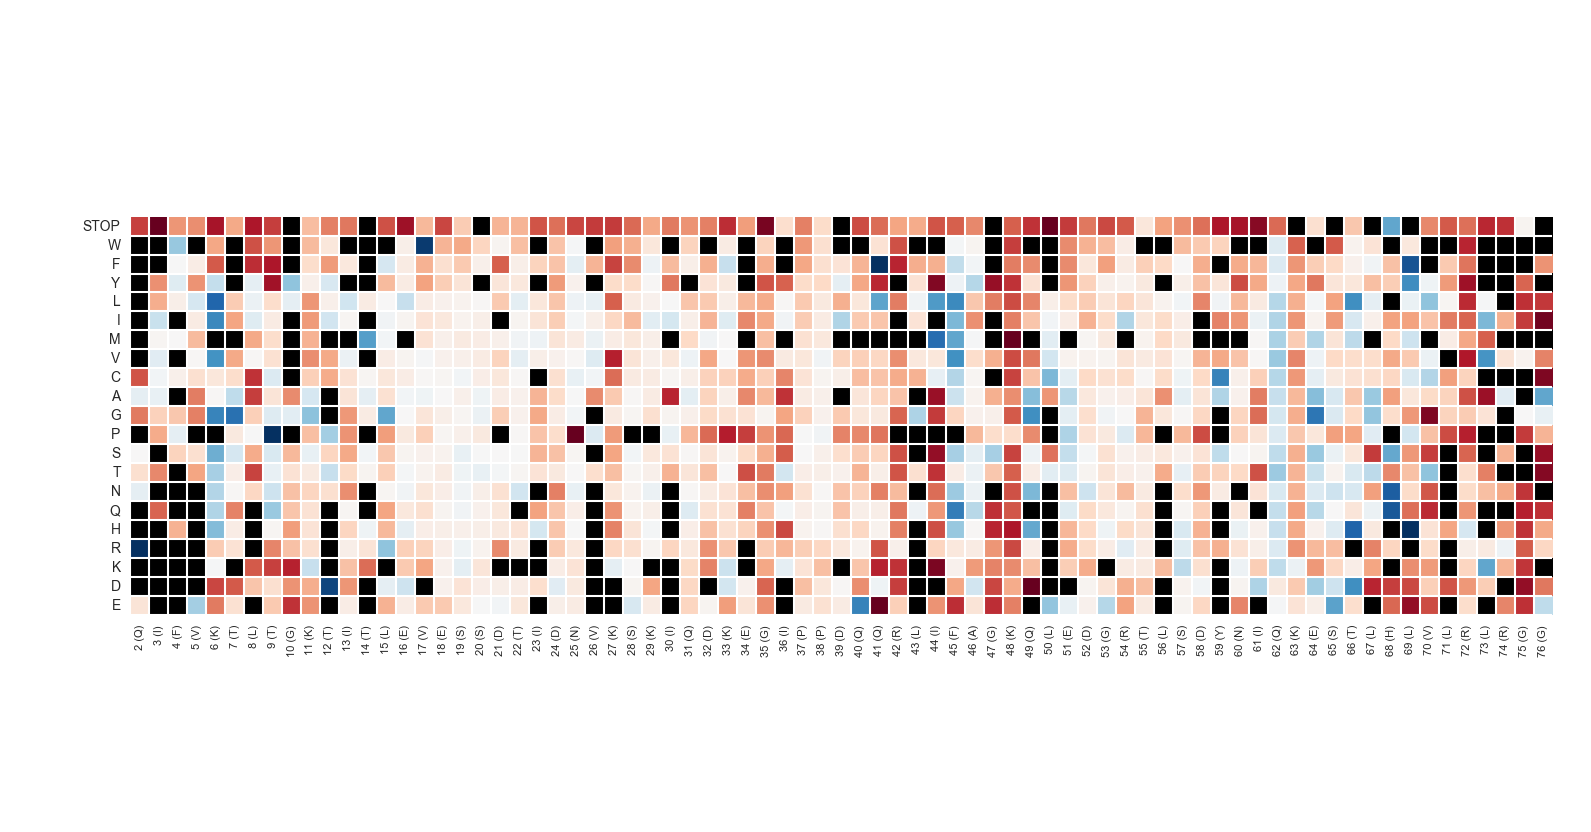 STOP
W
F
Y
L
I
M
V
C
A
G
P
S
T
N
Q
H
R
K
D
E
2 (Q) 3 (I) 4 (F) 5 (V) 6 (K) 7 (T) 8 (L) 9 (T) 10 (G) 11 (K) 12 (T) 13 (I) 14 (T) 15 (L) 16 (E) 17 (V) 18 (E) 19 (S) 20 (S) 21 (D) 22 (T) 23 (I) 24 (D) 25 (N) 26 (V) 27 (K) 28 (S) 29 (K) 30 (I) 31 (Q) 32 (D) 33 (K) 34 (E) 35 (G) 36 (I) 37 (P) 38 (P) 39 (D) 40 (Q) 41 (Q) 42 (R) 43 (L) 44 (I) 45 (F) 46 (A) 47 (G) 48 (K) 49 (Q) 50 (L) 51 (E) 52 (D) 53 (G) 54 (R) 55 (T) 56 (L) 57 (S) 58 (D) 59 (Y) 60 (N) 61 (I) 62 (Q) 63 (K) 64 (E) 65 (S) 66 (T) 67 (L) 68 (H) 69 (L) 70 (V) 71 (L) 72 (R) 73 (L) 74 (R) 75 (G) 76 (G)